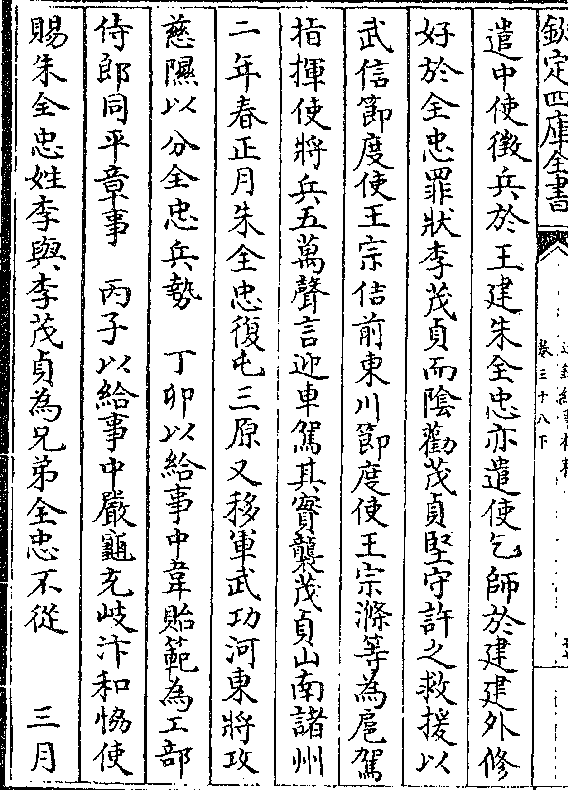 欽定四庫全書
卷三十八下
遣中使徵兵於王建朱全忠亦遣使乞師於建建外修
好於全忠罪狀李茂貞而陰勸茂貞堅守許之救援以
武信節度使王宗佶前東川節度使王宗滌等為扈駕
指揮使將兵五萬聲言迎車駕其實襲茂貞山南諸州
二年春正月朱全忠復屯三原又移軍武功河東將攻
慈隰以分全忠兵勢　丁卯以給事中韋貽範為工部
侍郎同平章事　丙子以給事中嚴龜充岐汴和恊使
賜朱全忠姓李與李茂貞為兄弟全忠不從　三月